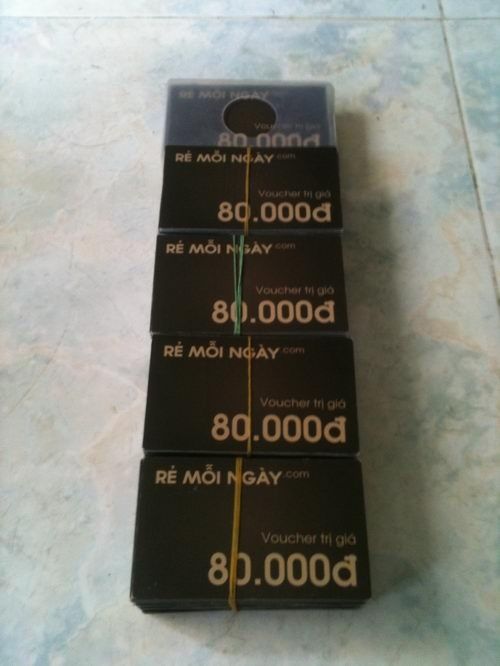 RẺ MỖI NGÀY
Voucher trị giá
80.000đ
RẺ MỖI NGÀY.com
Voucher trị giá
80.000đ
RẺ MỖI NGÀY.com
Voucher trị giá
80.000đ
RẺ MỖI NGÀY.com
Voucher trị giá
80.000đ
RẺ MỖI NGÀY.com
Voucher trị giá
80.000đ